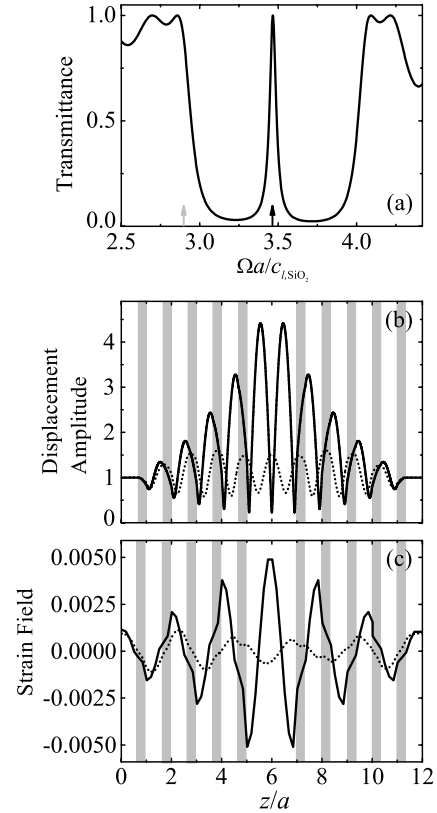 1.0
Transmittance
0.5
0.0
(a)
2.5 3.0 3.5 4.0
Ωa/c_{l,SiO₂}
(b)
Displacement
Amplitude
4
3
2
1
0
(c)
Strain Field
0.0050
0.0025
0.0000
-0.0025
-0.0050
0 2 4 6 8 10 12
z/a